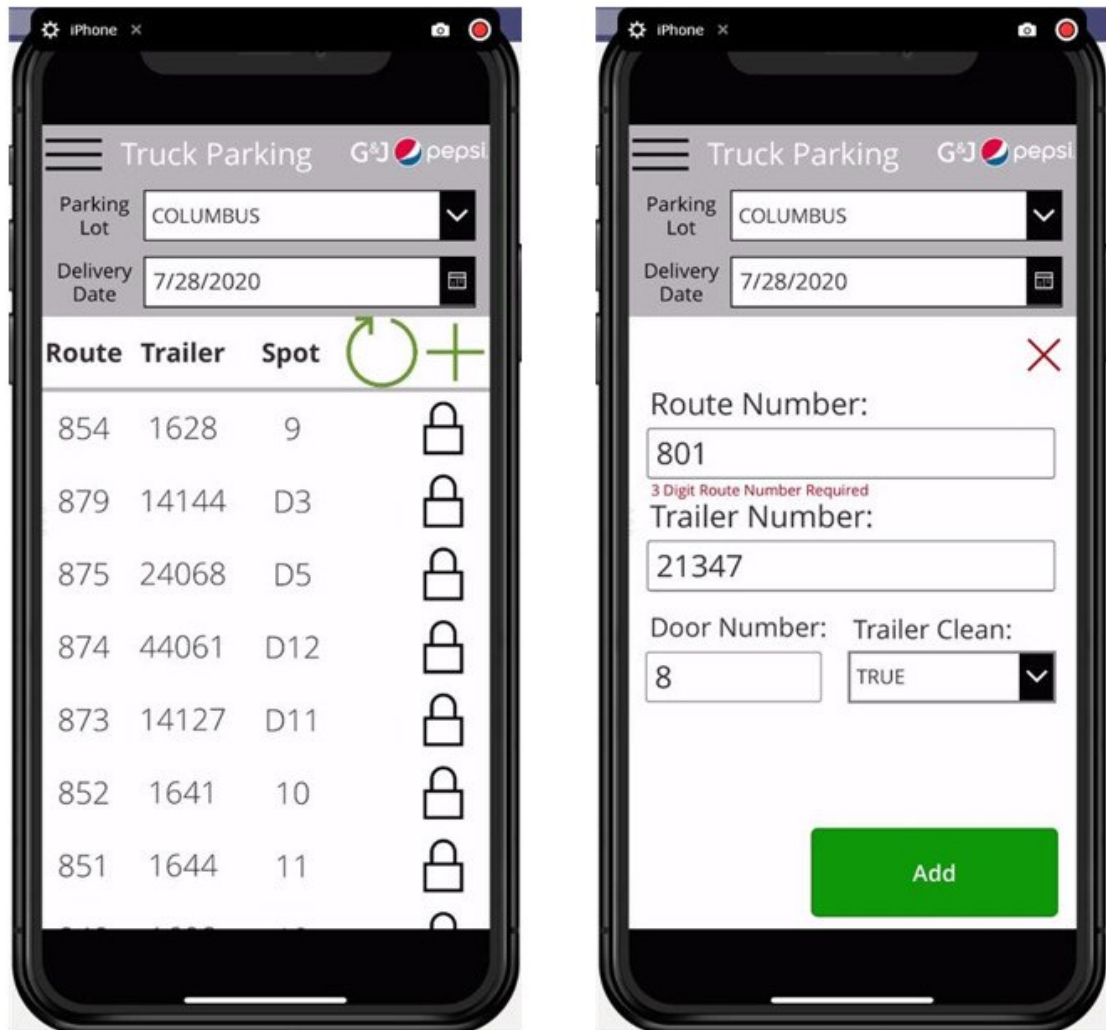 iPhone
Truck Parking G&J pepsi
Parking Lot COLUMBUS
Delivery Date 7/28/2020
Route Trailer Spot
854 1628 9
879 14144 D3
875 24068 D5
874 44061 D12
873 14127 D11
852 1641 10
851 1644 11
iPhone
Truck Parking G&J pepsi
Parking Lot COLUMBUS
Delivery Date 7/28/2020
Route Number:
801
3 Digit Route Number Required
Trailer Number:
21347
Door Number: Trailer Clean:
8 TRUE
Add